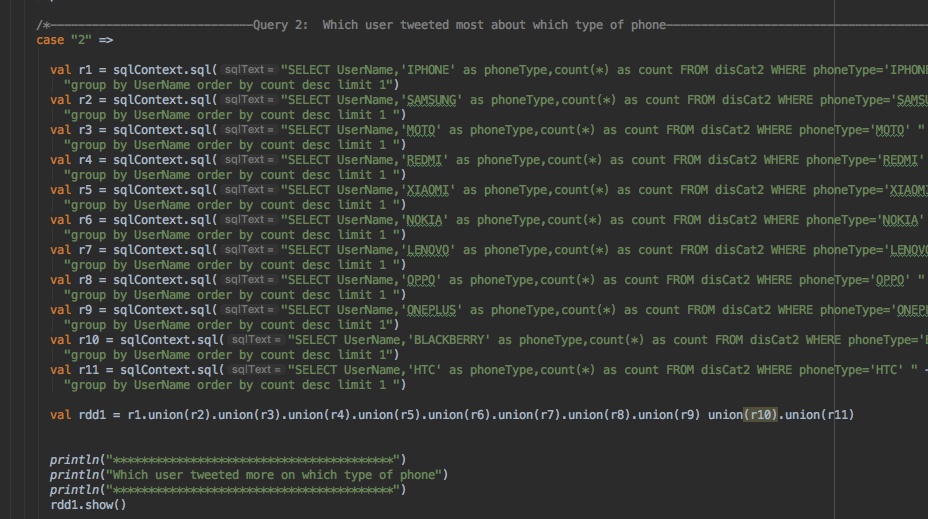 /*————————————————————————————Query 2:  Which user tweeted most about which type of phone————————————————————————————
case "2" =>
val r1 = sqlContext.sql( sqlText = "SELECT UserName,'IPHONE' as phoneType,count(*) as count FROM disCat2 WHERE phoneType='IPHONE
"group by UserName order by count desc limit 1")
val r2 = sqlContext.sql( sqlText = "SELECT UserName,'SAMSUNG' as phoneType,count(*) as count FROM disCat2 WHERE phoneType='SAMSU
"group by UserName order by count desc limit 1 ")
val r3 = sqlContext.sql( sqlText = "SELECT UserName,'MOTO' as phoneType,count(*) as count FROM disCat2 WHERE phoneType='MOTO' "
"group by UserName order by count desc limit 1 ")
val r4 = sqlContext.sql( sqlText = "SELECT UserName,'REDMI' as phoneType,count(*) as count FROM disCat2 WHERE phoneType='REDMI'
"group by UserName order by count desc limit 1 ")
val r5 = sqlContext.sql( sqlText = "SELECT UserName,'XIAOMI' as phoneType,count(*) as count FROM disCat2 WHERE phoneType='XIAOMI
"group by UserName order by count desc limit 1 ")
val r6 = sqlContext.sql( sqlText = "SELECT UserName,'NOKIA' as phoneType,count(*) as count FROM disCat2 WHERE phoneType='NOKIA'
"group by UserName order by count desc limit 1 ")
val r7 = sqlContext.sql( sqlText = "SELECT UserName,'LENOVO' as phoneType,count(*) as count FROM disCat2 WHERE phoneType='LENOVO
"group by UserName order by count desc limit 1 ")
val r8 = sqlContext.sql( sqlText = "SELECT UserName,'OPPO' as phoneType,count(*) as count FROM disCat2 WHERE phoneType='OPPO' "
"group by UserName order by count desc limit 1 ")
val r9 = sqlContext.sql( sqlText = "SELECT UserName,'ONEPLUS' as phoneType,count(*) as count FROM disCat2 WHERE phoneType='ONEPL
"group by UserName order by count desc limit 1")
val r10 = sqlContext.sql( sqlText = "SELECT UserName,'BLACKBERRY' as phoneType,count(*) as count FROM disCat2 WHERE phoneType='B
"group by UserName order by count desc limit 1")
val r11 = sqlContext.sql( sqlText = "SELECT UserName,'HTC' as phoneType,count(*) as count FROM disCat2 WHERE phoneType='HTC' " +
"group by UserName order by count desc limit 1 ")
val rdd1 = r1.union(r2).union(r3).union(r4).union(r5).union(r6).union(r7).union(r8).union(r9) union(r10).union(r11)
println("****************************************")
println("Which user tweeted more on which type of phone")
println("****************************************")
rdd1.show()